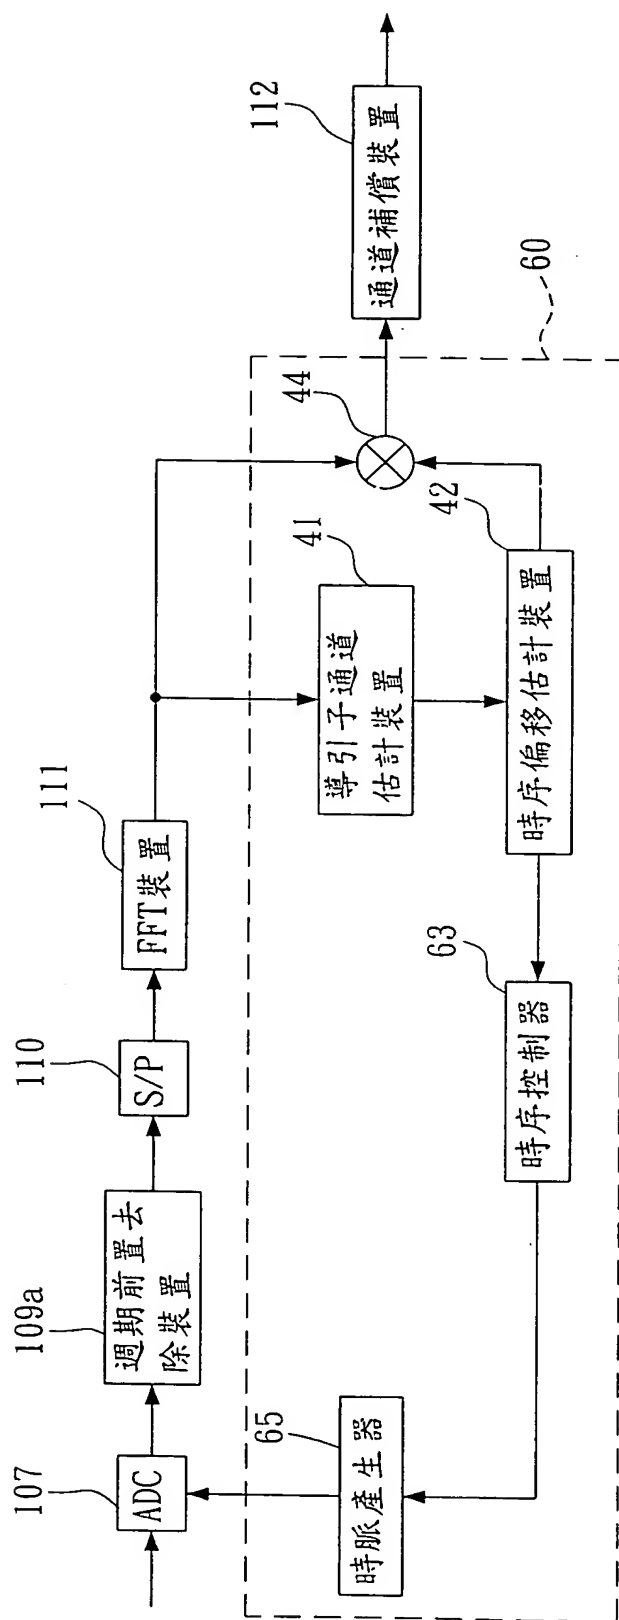 107
ADC
109a
週期前置去
除裝置
110
S/P
111
FFT裝置
112
通道補償裝置
60
44
41
導引子通道
估計裝置
42
時序偏移估計裝置
63
時序控制器
65
時脈產生器